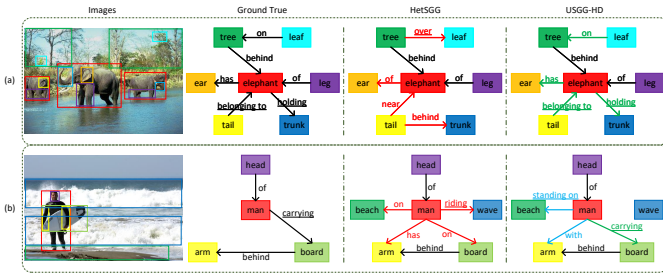 Images Ground True HetSGG USGG-HD
(a)
tree on leaf
behind
ear has elephant of leg
belonging to holding
tail trunk
tree over leaf
behind
ear of elephant of leg
near
tail behind trunk
tree on leaf
behind
ear has elephant of leg
belonging to holding
tail trunk
(b)
head
of
man
carrying
arm behind board
head
of
beach on man riding wave
has on
arm behind board
head
of
standing on
beach man wave
with carrying
arm behind board